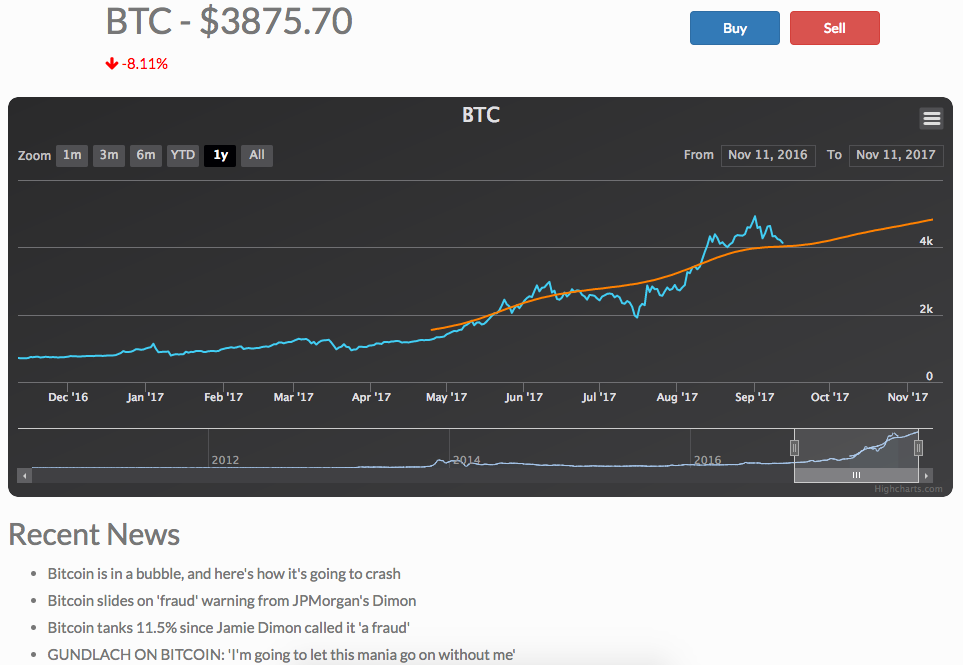 BTC - $3875.70
Buy
Sell
-8.11%
BTC
Zoom 1m 3m 6m YTD 1y All
From Nov 11, 2016 To Nov 11, 2017
4k
2k
0
Dec '16 Jan '17 Feb '17 Mar '17 Apr '17 May '17 Jun '17 Jul '17 Aug '17 Sep '17 Oct '17 Nov '17
2012 2014 2016
Highcharts.com
Recent News
Bitcoin is in a bubble, and here's how it's going to crash
Bitcoin slides on 'fraud' warning from JPMorgan's Dimon
Bitcoin tanks 11.5% since Jamie Dimon called it 'a fraud'
GUNDLACH ON BITCOIN: 'I'm going to let this mania go on without me'